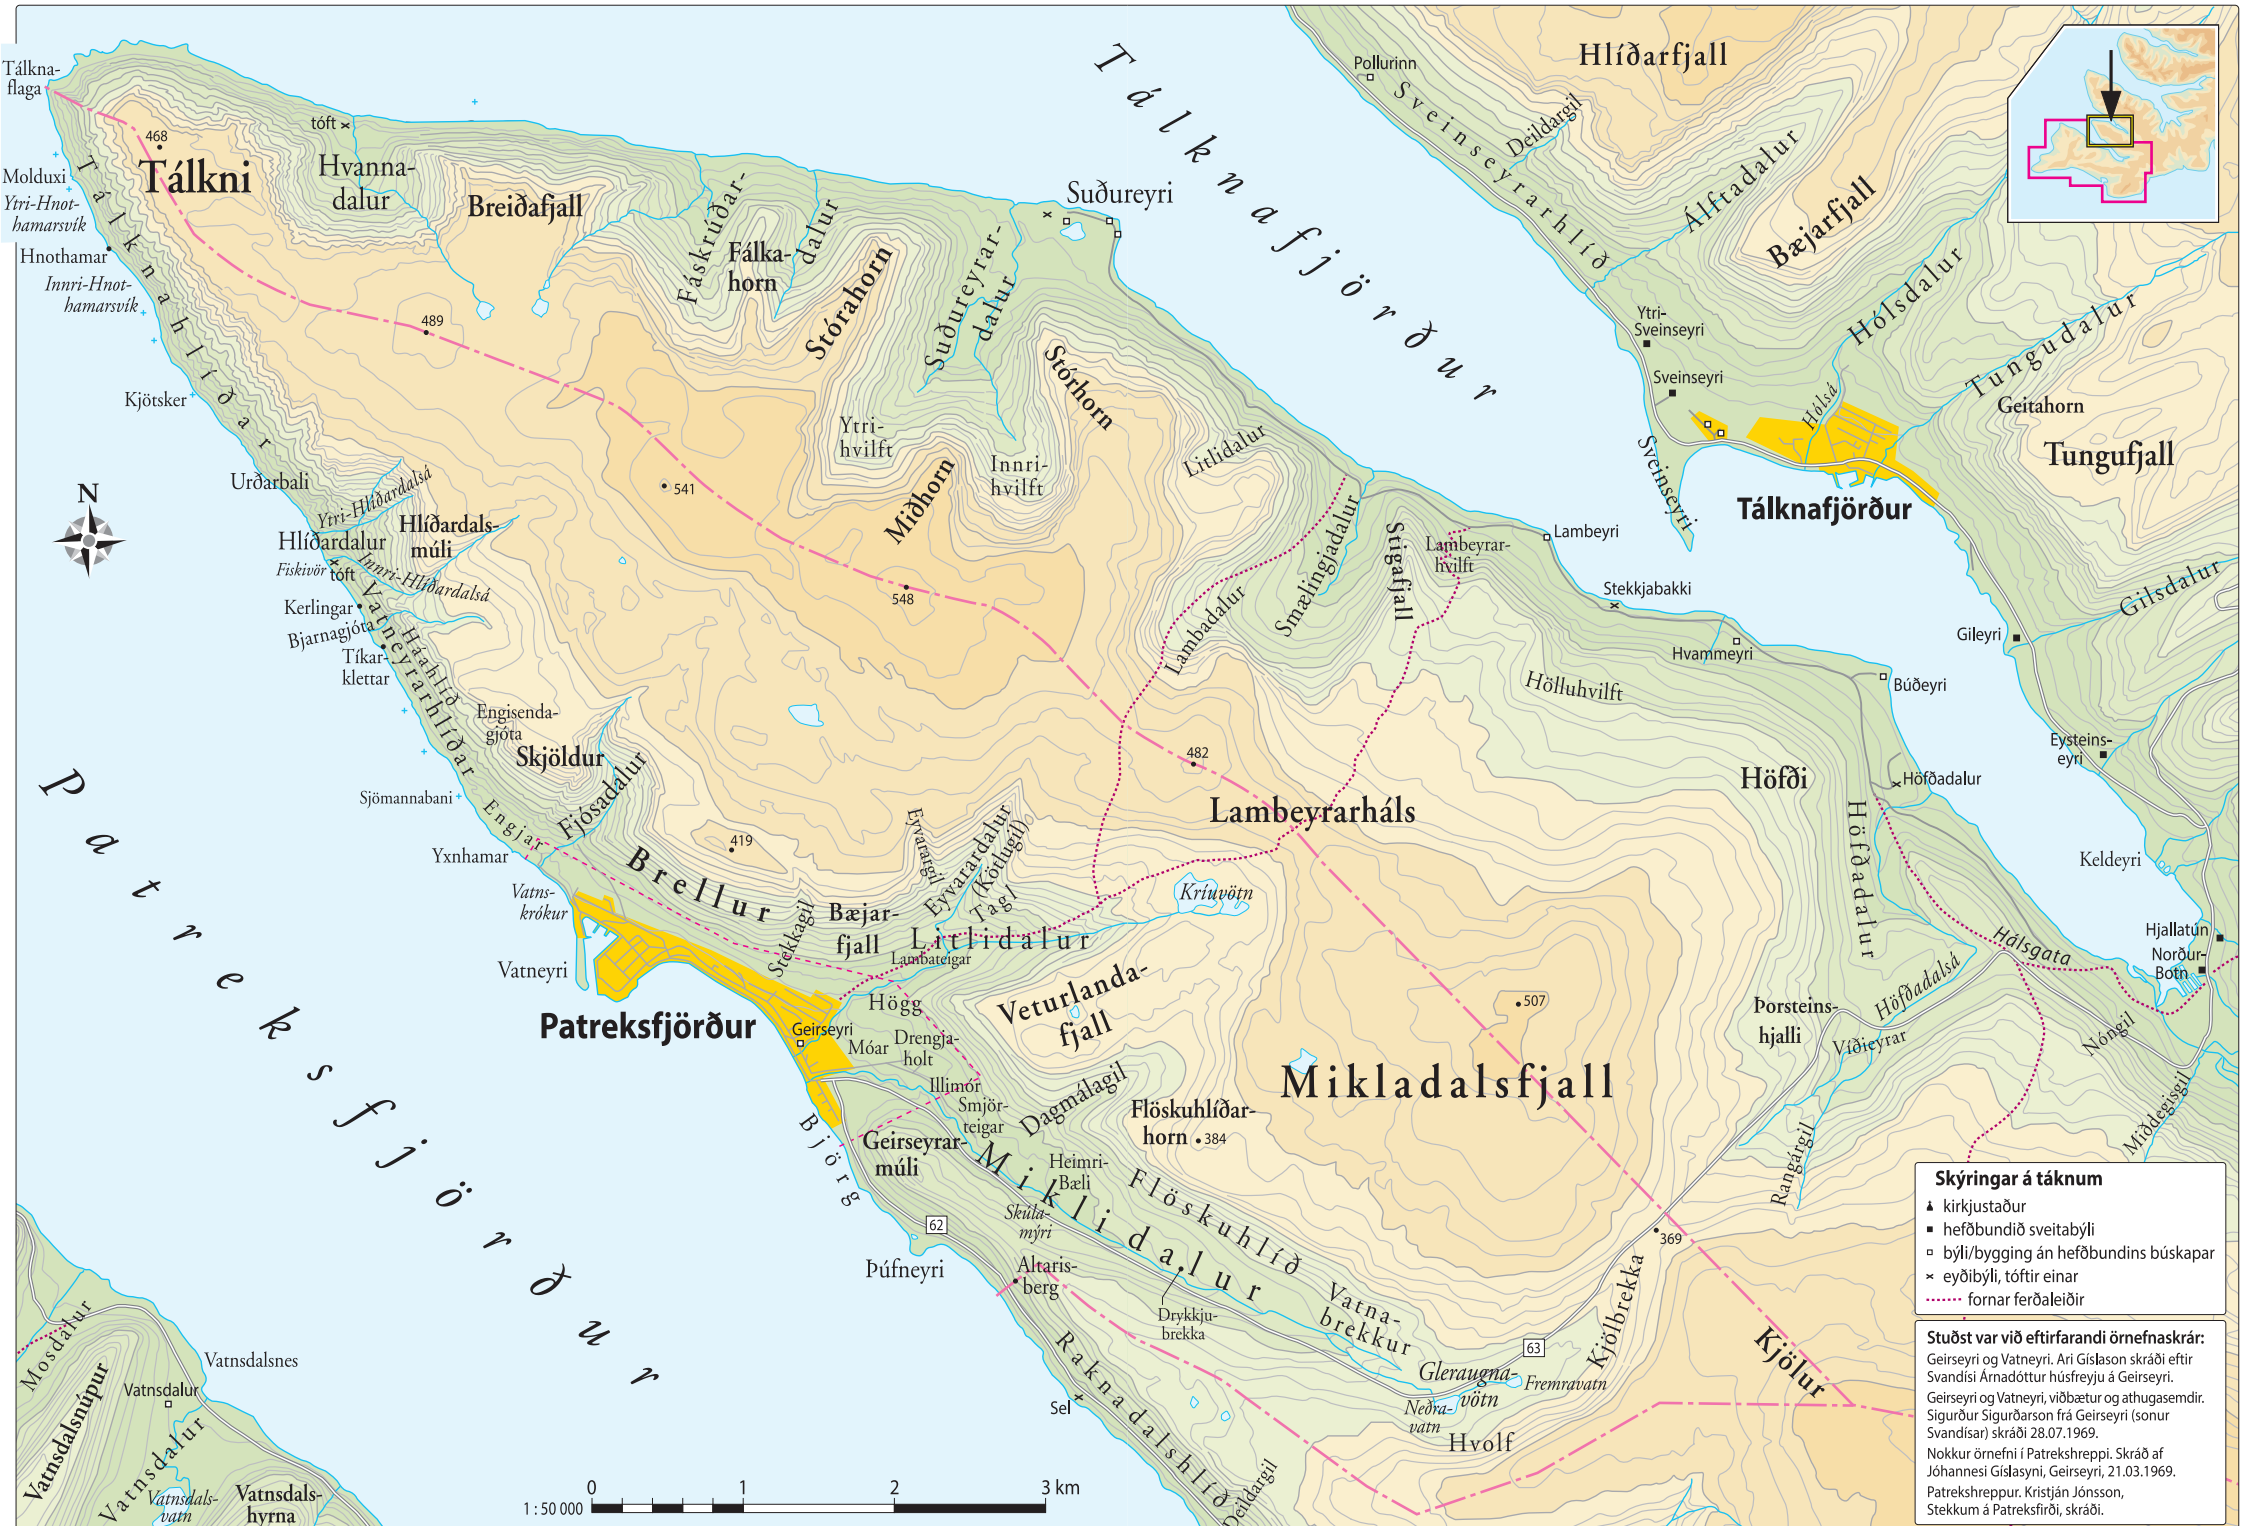 Tálkna-
flaga
468
Tálkni
tóft
Hvanna-
dalur
Breiðafjall
Molduxi
Ytri-Hnot-
hamarsvík
Hnothamar
Innri-Hnot-
hamarsvík
Tálknahlíðar
Kjötsker
Urðarbali
489
Fáskrúðar-
dalur
Fálka-
horn
Stórahorn
Suðureyrar-
dalur
Suðureyri
Tálknafjörður
Stórhorn
Ytri-
hvilft
Innri-
hvilft
Miðhorn
541
548
Litlidalur
Pollurinn
Sveinseyrarhlíð
Hlíðarfjall
Deildargil
Álftadalur
Bæjarfjall
Hólsdalur
Tungudalur
Ytri-
Sveinseyri
Sveinseyri
Sveinseyri
Hólsá
Geitahorn
Tungufjall
Tálknafjörður
Gilsdalur
Gileyri
Eysteins-
eyri
Keldeyri
Hjallatún
Norður-
Botn
N
Ytri-Hlíðardalsá
Hlíðardals-
múli
Hlíðardalur
Fiskivör
tóft
Innri-Hlíðardalsá
Kerlingar
Bjarnagjóta
Tíkar-
klettar
Vatneyrarhlíðar
Háahlíð
Engisenda-
gjóta
Skjöldur
Sjömannabani
Engjar
Fjósadalur
Yxnhamar
Vatns-
krókur
Vatneyri
419
Brellur
Stekkagil
Bæjar-
fjall
Eyvarargil
Eyvarardalur
(Kötlugil)
Tagl
Litlidalur
Lambateigar
Kríuvötn
Lambadalur
Smælingjadalur
Stigafjall
Lambeyrar-
hvilft
Lambeyri
Stekkjabakki
Hvammeyri
Hölluhvilft
Búðeyri
482
Lambeyrarháls
Höfði
Höfðadalur
Höfðadalur
Hálsgata
Höfðadalsá
Þorsteins-
hjalli
Víðieyrar
Nóngil
Miðdegisgil
Rangárgil
Patreksfjörður
Patreksfjörður
Geirseyri
Högg
Móar
Drengja-
holt
Illimór
Smjör-
teigar
Veturlanda-
fjall
Dagmálagil
Flöskuhlíðar-
horn
384
507
Mikladalsfjall
Björg
Geirseyrar-
múli
Mikladalur
Heimri-
Bæli
Skúla-
mýri
Flöskuhlíð
62
Þúfneyri
Altaris-
berg
Drykkju-
brekka
Vatna-
brekkur
63
Kjölbrekka
369
Kjölur
Gleraugna-
vötn
Fremravatn
Neðra-
vatn
Hvolf
Sel
Raknadalshlíð
Deildargil
Mosdalur
Vatnsdalsnes
Vatnsdalur
Vatnsdalsnúpur
Vatnsdalur
Vatnsdals-
vatn
Vatnsdals-
hyrna
1 : 50 000
0 1 2 3 km
Skýringar á táknum
kirkjustaður
hefðbundið sveitabýli
býli/bygging án hefðbundins búskapar
eyðibýli, tóftir einar
fornar ferðaleiðir
Stuðst var við eftirfarandi örnefnaskrár:
Geirseyri og Vatneyri. Ari Gíslason skráði eftir
Svandísi Árnadóttur húsfreyju á Geirseyri.
Geirseyri og Vatneyri, viðbætur og athugasemdir.
Sigurður Sigurðarson frá Geirseyri (sonur
Svandísar) skráði 28.07.1969.
Nokkur örnefni í Patrekshreppi. Skráð af
Jóhannesi Gíslasyni, Geirseyri, 21.03.1969.
Patrekshreppur. Kristján Jónsson,
Stekkum á Patreksfirði, skráði.